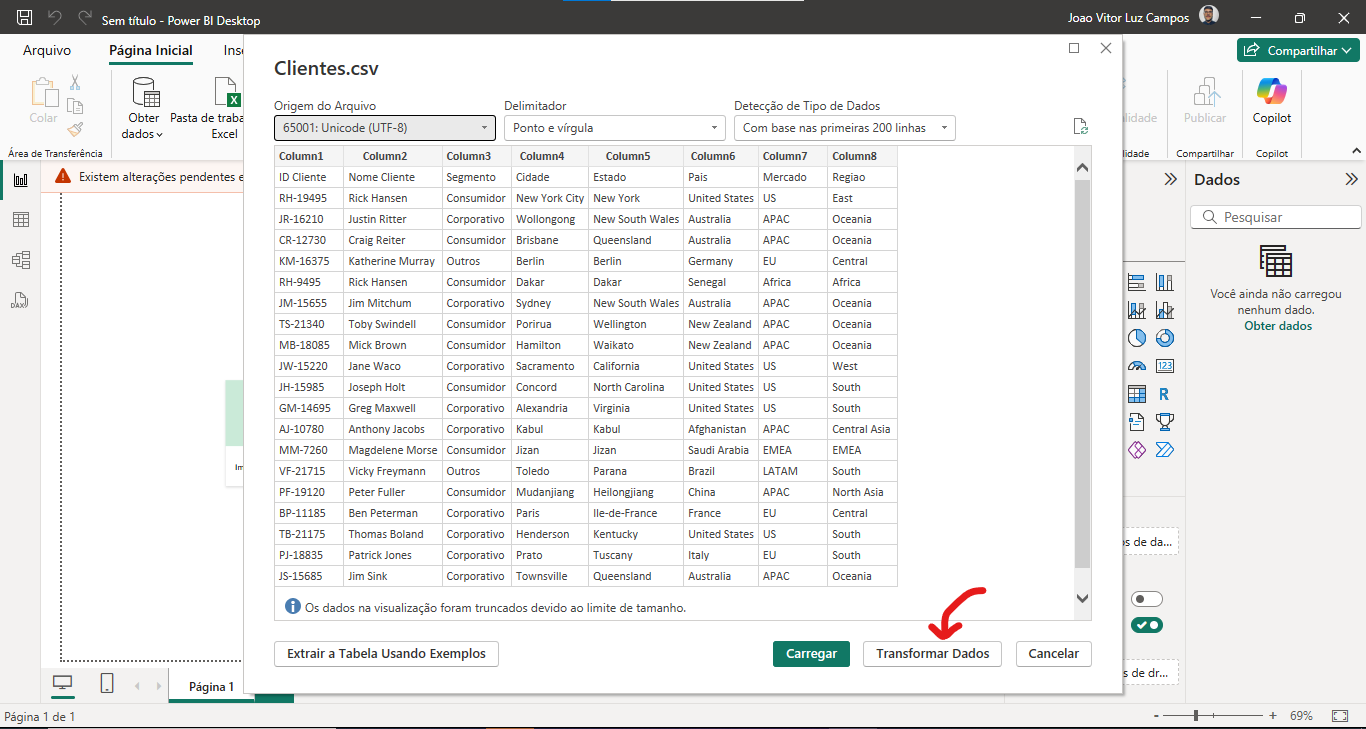 Sem título - Power BI Desktop
Joao Vitor Luz Campos
Arquivo
Página Inicial
Compartilhar
Colar
Obter dados
Pasta de
Excel
Publicar
Copilot
Área de Transferência
Compartilhar
Copilot
Existem alterações pendentes
Clientes.csv
Origem do Arquivo
Delimitador
Detecção de Tipo de Dados
65001: Unicode (UTF-8)
Ponto e vírgula
Com base nas primeiras 200 linhas
Column1 Column2 Column3 Column4 Column5 Column6 Column7 Column8
ID Cliente Nome Cliente Segmento Cidade Estado Pais Mercado Regiao
RH-19495 Rick Hansen Consumidor New York City New York United States US East
JR-16210 Justin Ritter Corporativo Wollongong New South Wales Australia APAC Oceania
CR-12730 Craig Reiter Consumidor Brisbane Queensland Australia APAC Oceania
KM-16375 Katherine Murray Outros Berlin Berlin Germany EU Central
RH-9495 Rick Hansen Consumidor Dakar Dakar Senegal Africa Africa
JM-15655 Jim Mitchum Corporativo Sydney New South Wales Australia APAC Oceania
TS-21340 Toby Swindell Consumidor Porirua Wellington New Zealand APAC Oceania
MB-18085 Mick Brown Consumidor Hamilton Waikato New Zealand APAC Oceania
JW-15220 Jane Waco Corporativo Sacramento California United States US West
JH-15985 Joseph Holt Consumidor Concord North Carolina United States US South
GM-14695 Greg Maxwell Corporativo Alexandria Virginia United States US South
AJ-10780 Anthony Jacobs Corporativo Kabul Kabul Afghanistan APAC Central Asia
MM-7260 Magdelene Morse Consumidor Jizan Jizan Saudi Arabia EMEA EMEA
VF-21715 Vicky Freymann Outros Toledo Parana Brazil LATAM South
PF-19120 Peter Fuller Consumidor Mudanjiang Heilongjiang China APAC North Asia
BP-11185 Ben Peterman Corporativo Paris Ile-de-France France EU Central
TB-21175 Thomas Boland Corporativo Henderson Kentucky United States US South
PJ-18835 Patrick Jones Corporativo Prato Tuscany Italy EU South
JS-15685 Jim Sink Corporativo Townsville Queensland Australia APAC Oceania
Os dados na visualização foram truncados devido ao limite de tamanho.
Extrair a Tabela Usando Exemplos
Carregar
Transformar Dados
Cancelar
Dados
Pesquisar
Você ainda não carregou
nenhum dado.
Obter dados
123
R
DAX
Página 1
Página 1 de 1
- + 69%